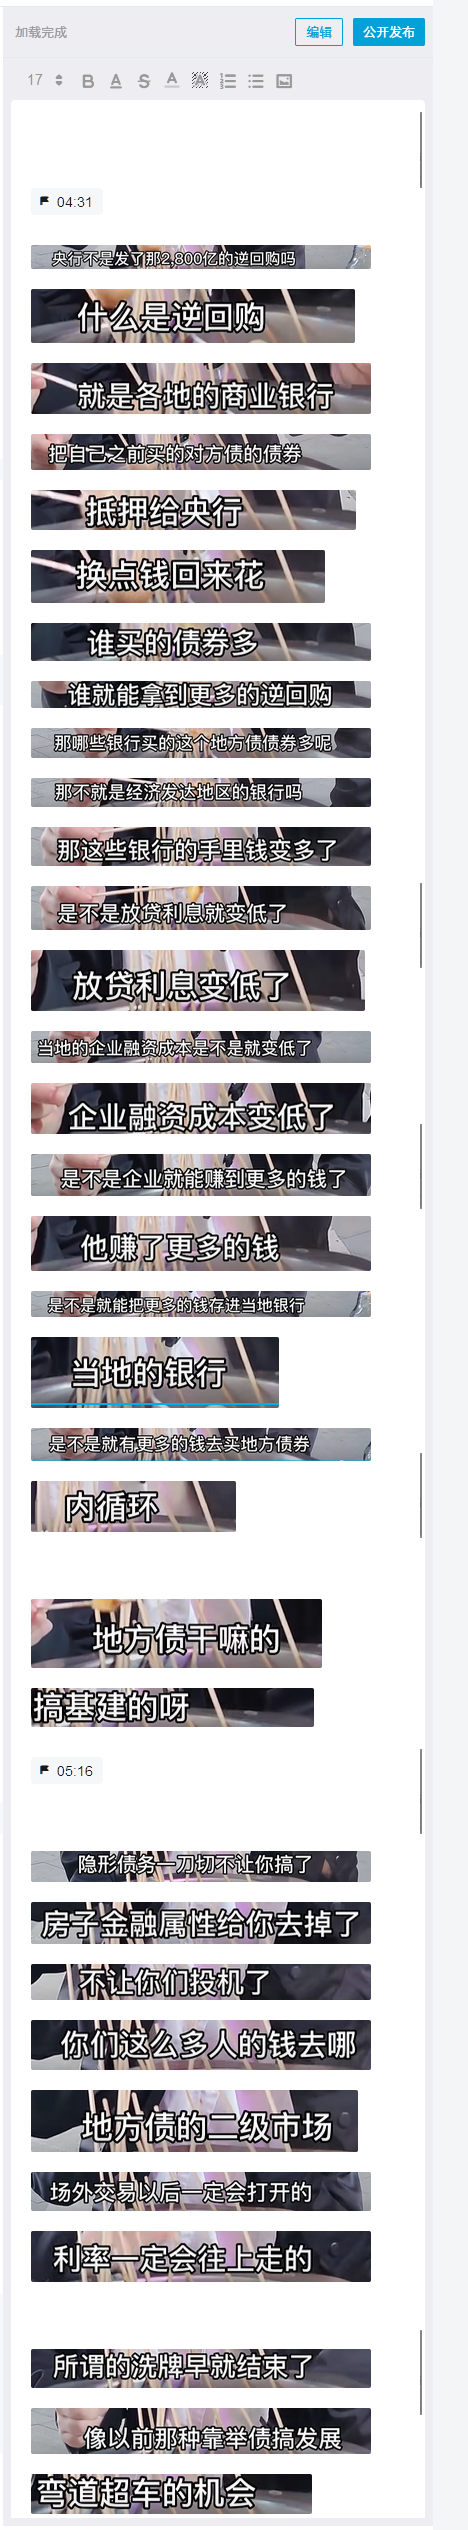 加载完成
编辑
公开发布
17
04:31
央行不是发了那2,800亿的逆回购吗
什么是逆回购
就是各地的商业银行
把自己之前买的对方债的债券
抵押给央行
换点钱回来花
谁买的债券多
谁就能拿到更多的逆回购
那哪些银行买的这个地方债债券多呢
那不就是经济发达地区的银行吗
那这些银行的手里钱变多了
是不是放贷利息就变低了
放贷利息变低了
当地的企业融资成本是不是就变低了
企业融资成本变低了
是不是企业就能赚到更多的钱了
他赚了更多的钱
是不是就能把更多的钱存进当地银行
当地的银行
是不是就有更多的钱去买地方债券
内循环
地方债干嘛的
搞基建的呀
05:16
隐形债务一刀切不让你搞了
房子金融属性给你去掉了
不让你们投机了
你们这么多人的钱去哪
地方债的二级市场
场外交易以后一定会打开的
利率一定会往上走的
所谓的洗牌早就结束了
像以前那种靠举债搞发展
弯道超车的机会